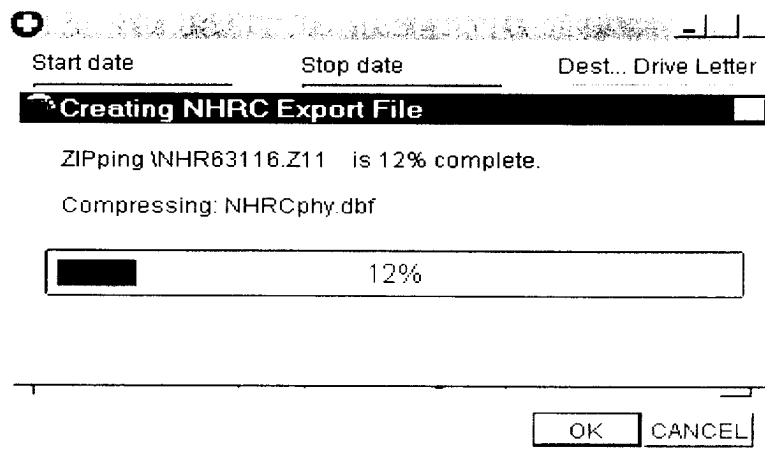 Start date Stop date Dest... Drive Letter
Creating NHRC Export File
ZIPping \NHR63116.Z11 is 12% complete.
Compressing: NHRCphy.dbf
12%
OK CANCEL